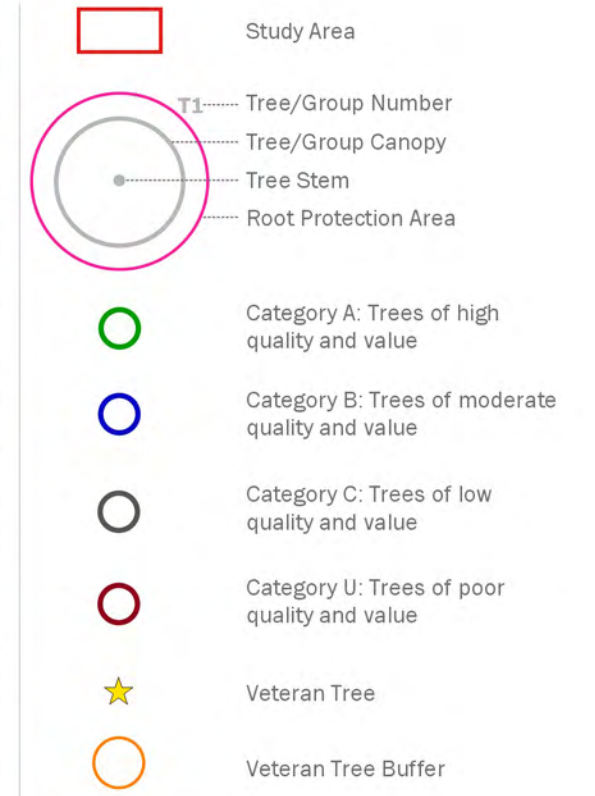 Study Area
T1
Tree/Group Number
Tree/Group Canopy
Tree Stem
Root Protection Area
Category A: Trees of high
quality and value
Category B: Trees of moderate
quality and value
Category C: Trees of low
quality and value
Category U: Trees of poor
quality and value
Veteran Tree
Veteran Tree Buffer